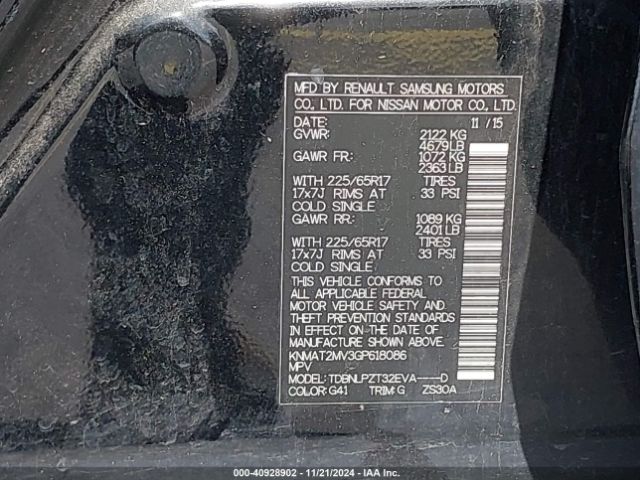 MFD BY RENAULT SAMSUNG MOTORS
CO., LTD. FOR NISSAN MOTOR CO., LTD.
DATE: 11 / 15
GVWR: 2122 KG
4679 LB
GAWR FR: 1072 KG
2363 LB
WITH 225/65R17 TIRES
17x7J RIMS AT 33 PSI
COLD SINGLE
GAWR RR: 1089 KG
2401 LB
WITH 225/65R17 TIRES
17x7J RIMS AT 33 PSI
COLD SINGLE
THIS VEHICLE CONFORMS TO
ALL APPLICABLE FEDERAL
MOTOR VEHICLE SAFETY AND
THEFT PREVENTION STANDARDS
IN EFFECT ON THE DATE OF
MANUFACTURE SHOWN ABOVE.
KNMAT2MV3GP618086
MPV
MODEL: TDBNLPZT32EVA----D
COLOR: G41 TRIM: G ZS30A
000-40928902 - 11/21/2024 - IAA Inc.